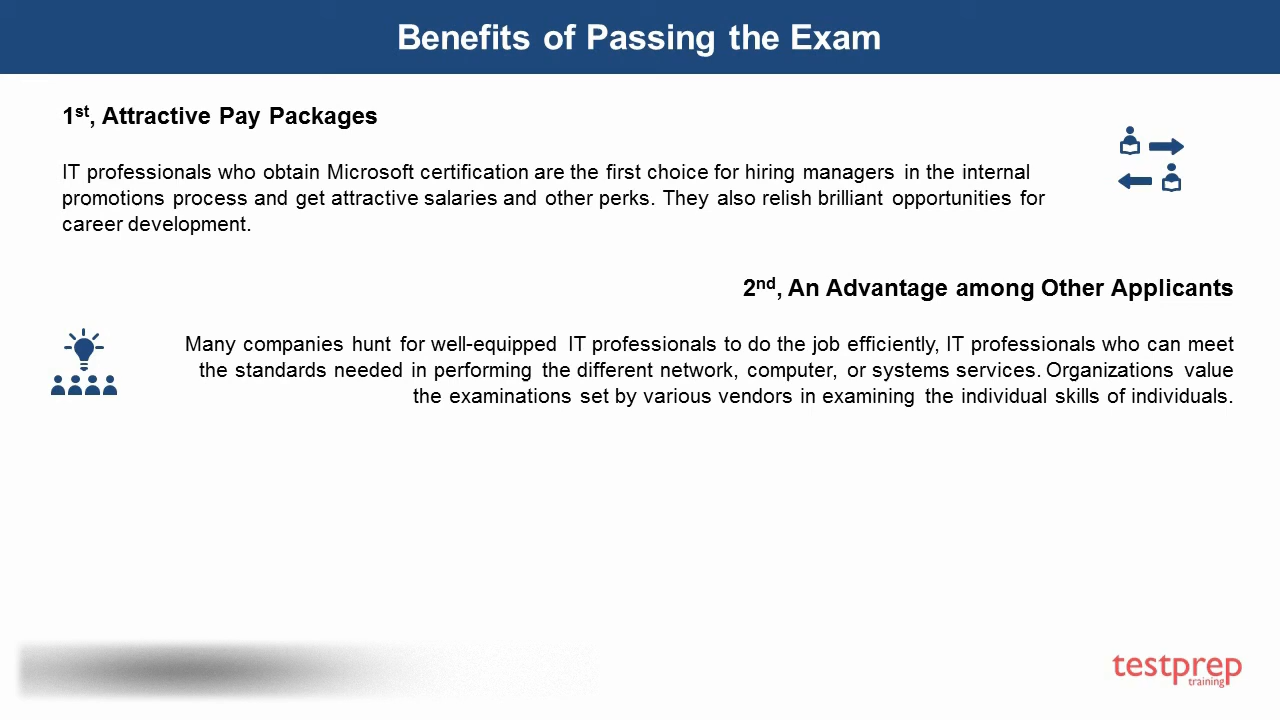 Benefits of Passing the Exam
1st, Attractive Pay Packages
IT professionals who obtain Microsoft certification are the first choice for hiring managers in the internal
promotions process and get attractive salaries and other perks. They also relish brilliant opportunities for
career development.
2nd, An Advantage among Other Applicants
Many companies hunt for well-equipped IT professionals to do the job efficiently, IT professionals who can meet
the standards needed in performing the different network, computer, or systems services. Organizations value
the examinations set by various vendors in examining the individual skills of individuals.
testprep
training